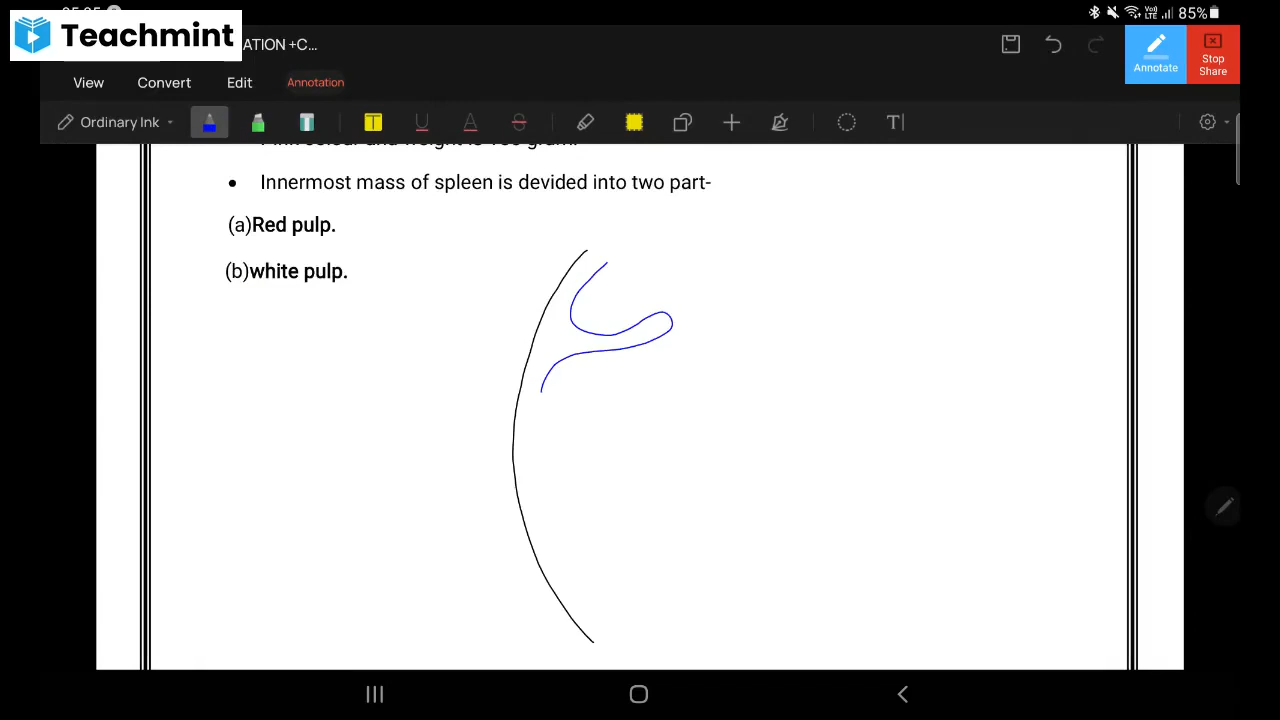 85%
Teachmint
ATION +C...
Annotate
Stop
Share
View Convert Edit Annotation
Ordinary Ink
• Innermost mass of spleen is devided into two part-
(a)Red pulp.
(b)white pulp.